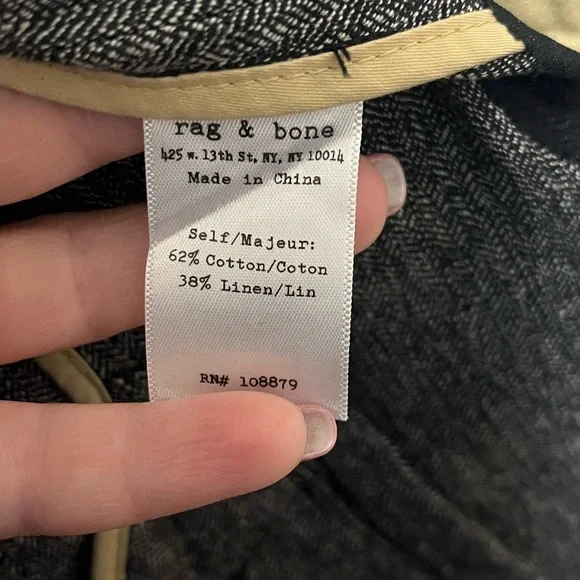 rag & bone
425 w. 13th St, NY, NY 10014
Made in China
Self/Majeur:
62% Cotton/Coton
38% Linen/Lin
RN# 108879